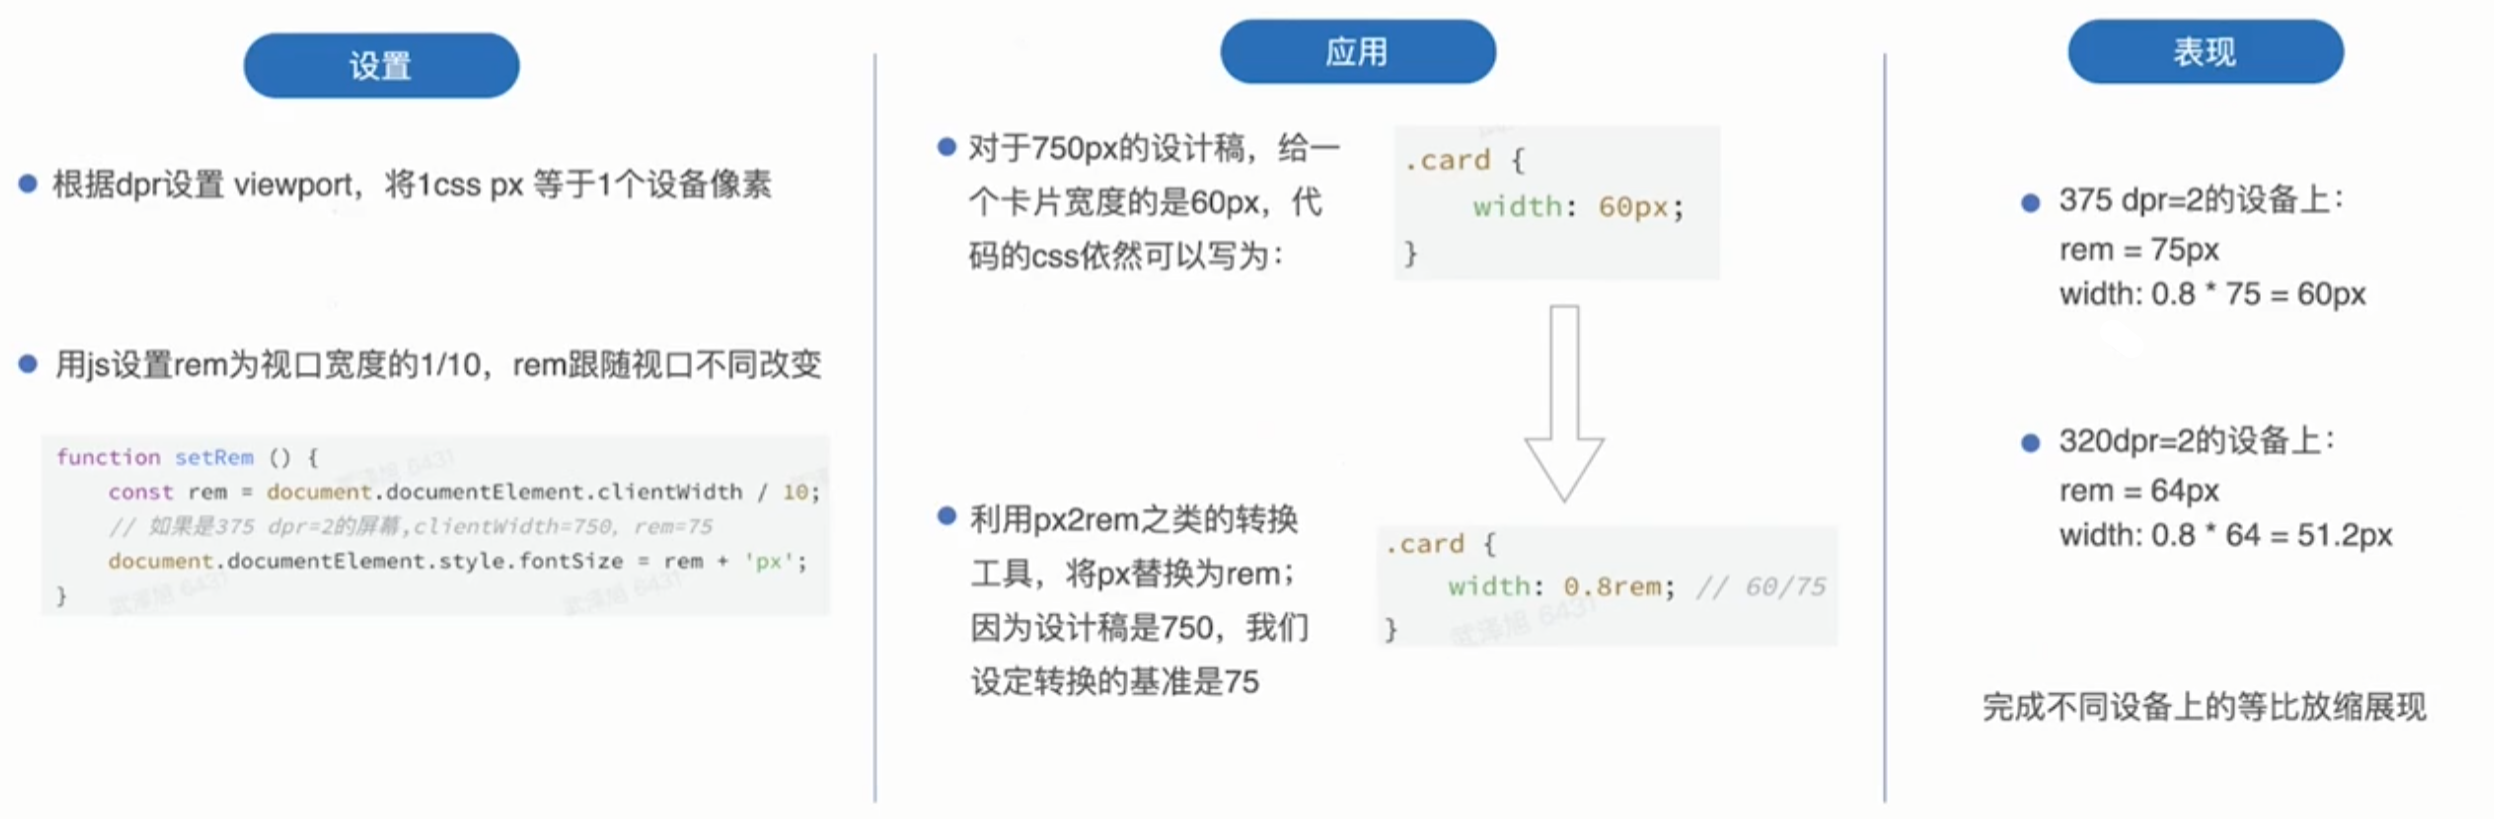 设置
根据dpr设置 viewport，将1css px 等于1个设备像素
用js设置rem为视口宽度的1/10，rem跟随视口不同改变
function setRem () {
const rem = document.documentElement.clientWidth / 10;
// 如果是375 dpr=2的屏幕,clientWidth=750, rem=75
document.documentElement.style.fontSize = rem + 'px';
}
应用
对于750px的设计稿，给一
个卡片宽度的是60px，代
码的css依然可以写为：
.card {
width: 60px;
}
利用px2rem之类的转换
工具，将px替换为rem；
因为设计稿是750，我们
设定转换的基准是75
.card {
width: 0.8rem; // 60/75
}
武泽旭 6431
表现
375 dpr=2的设备上：
rem = 75px
width: 0.8 * 75 = 60px
320dpr=2的设备上：
rem = 64px
width: 0.8 * 64 = 51.2px
完成不同设备上的等比放缩展现